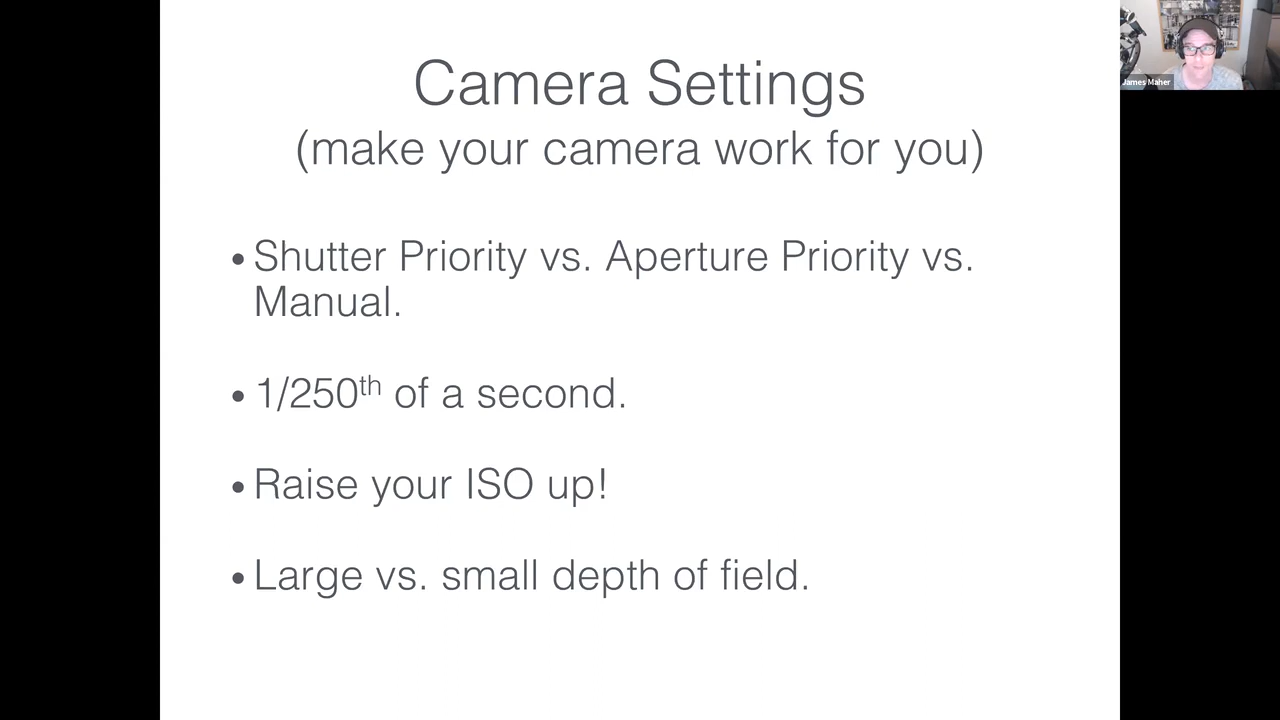 Camera Settings
(make your camera work for you)
• Shutter Priority vs. Aperture Priority vs.
Manual.
• 1/250th of a second.
• Raise your ISO up!
• Large vs. small depth of field.
James Maher